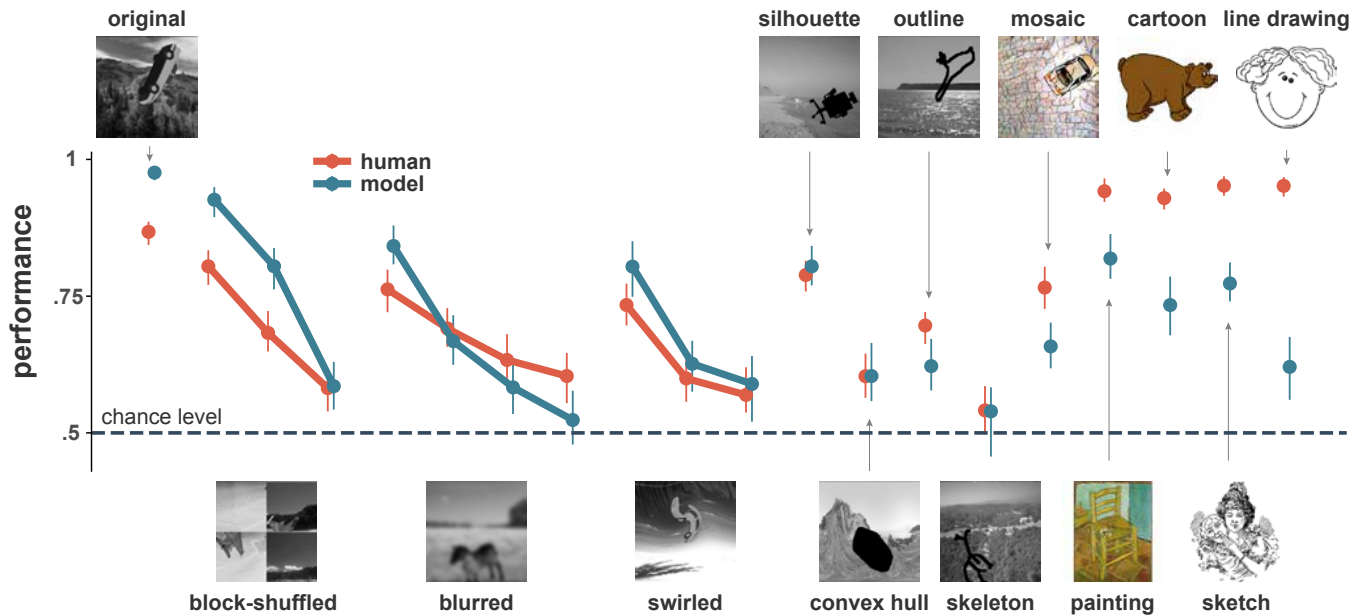 original
silhouette
outline
mosaic
cartoon
line drawing
1
human
model
.75
performance
chance level
.5
block-shuffled
blurred
swirled
convex hull
skeleton
painting
sketch